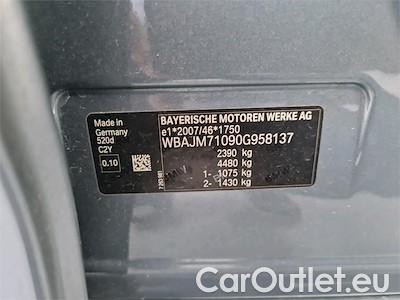 Made in
Germany
520d
C2Y
0.10
BAYERISCHE MOTOREN WERKE AG
e1*2007/46*1750
WBAJM71090G958137
2390 kg
4480 kg
1- 1075 kg
2- 1430 kg
CarOutlet.eu